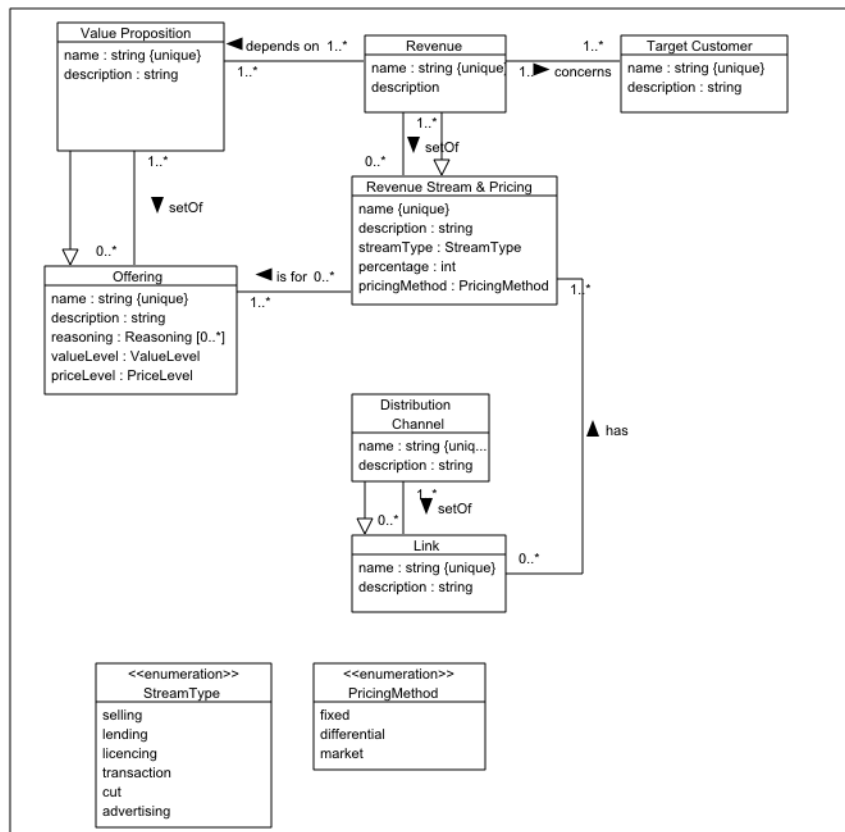 Value Proposition
name : string {unique}
description : string
depends on 1..*
1..*
Revenue
name : string {unique
description
1..*
1.. concerns
Target Customer
name : string {unique}
description : string
1..*
setOf
0..*
1..*
setOf
0..*
Revenue Stream & Pricing
name {unique}
description : string
streamType : StreamType
percentage : int
pricingMethod : PricingMethod
Offering
name : string {unique}
description : string
reasoning : Reasoning [0..*]
valueLevel : ValueLevel
priceLevel : PriceLevel
is for 0..*
1..*
1..*
has
0..*
Distribution
Channel
name : string {uniq...
description : string
1..*
setOf
0..*
Link
name : string {unique}
description : string
<<enumeration>>
StreamType
selling
lending
licencing
transaction
cut
advertising
<<enumeration>>
PricingMethod
fixed
differential
market